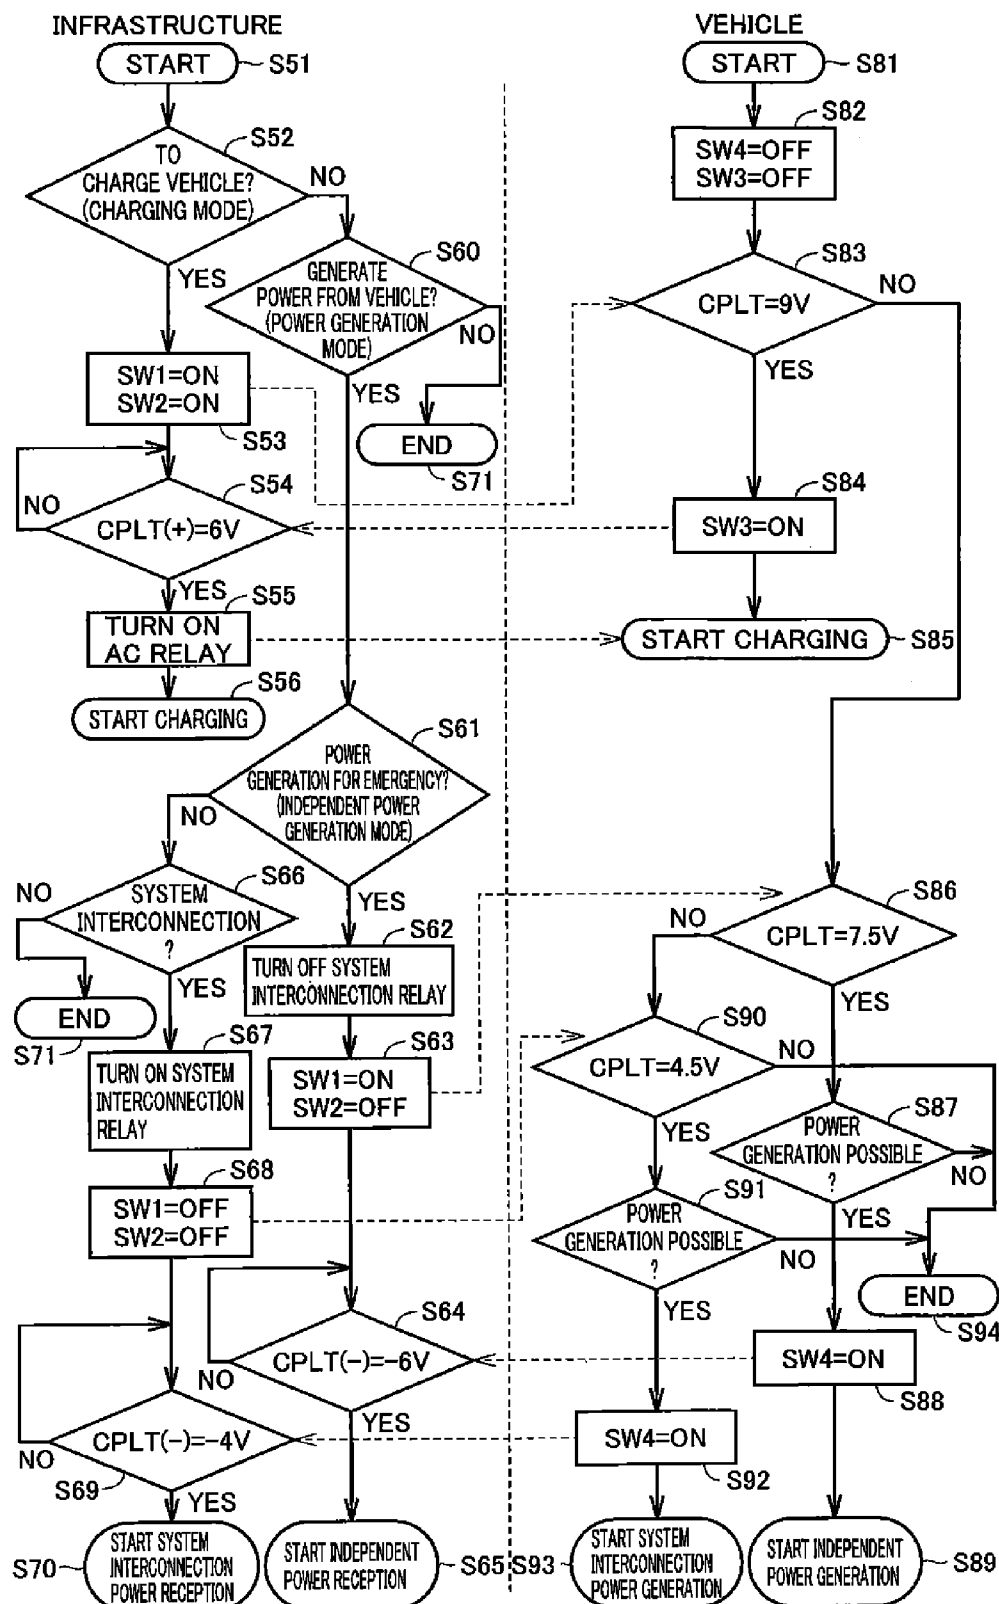 INFRASTRUCTURE
START
S51
S52
TO
CHARGE VEHICLE?
(CHARGING MODE)
NO
YES
S60
GENERATE
POWER FROM VEHICLE?
(POWER GENERATION
MODE)
NO
YES
SW1=ON
SW2=ON
S53
END
S71
S54
NO
CPLT(+)=6V
YES
S55
TURN ON
AC RELAY
S56
START CHARGING
S61
POWER
GENERATION FOR EMERGENCY?
(INDEPENDENT POWER
GENERATION MODE)
NO
YES
S66
NO
SYSTEM
INTERCONNECTION
?
YES
END
S71
S62
TURN OFF SYSTEM
INTERCONNECTION RELAY
S67
TURN ON SYSTEM
INTERCONNECTION
RELAY
S63
SW1=ON
SW2=OFF
S68
SW1=OFF
SW2=OFF
S64
CPLT(-)=-6V
NO
YES
CPLT(-)=-4V
NO
S69
YES
S70
START SYSTEM
INTERCONNECTION
POWER RECEPTION
START INDEPENDENT
POWER RECEPTION
S65
VEHICLE
START
S81
S82
SW4=OFF
SW3=OFF
S83
CPLT=9V
NO
YES
S84
SW3=ON
START CHARGING
S85
S86
NO
CPLT=7.5V
YES
S90
CPLT=4.5V
NO
YES
S87
POWER
GENERATION POSSIBLE
?
NO
YES
S91
POWER
GENERATION POSSIBLE
?
NO
YES
END
S94
SW4=ON
S88
SW4=ON
S92
S93
START SYSTEM
INTERCONNECTION
POWER GENERATION
START INDEPENDENT
POWER GENERATION
S89